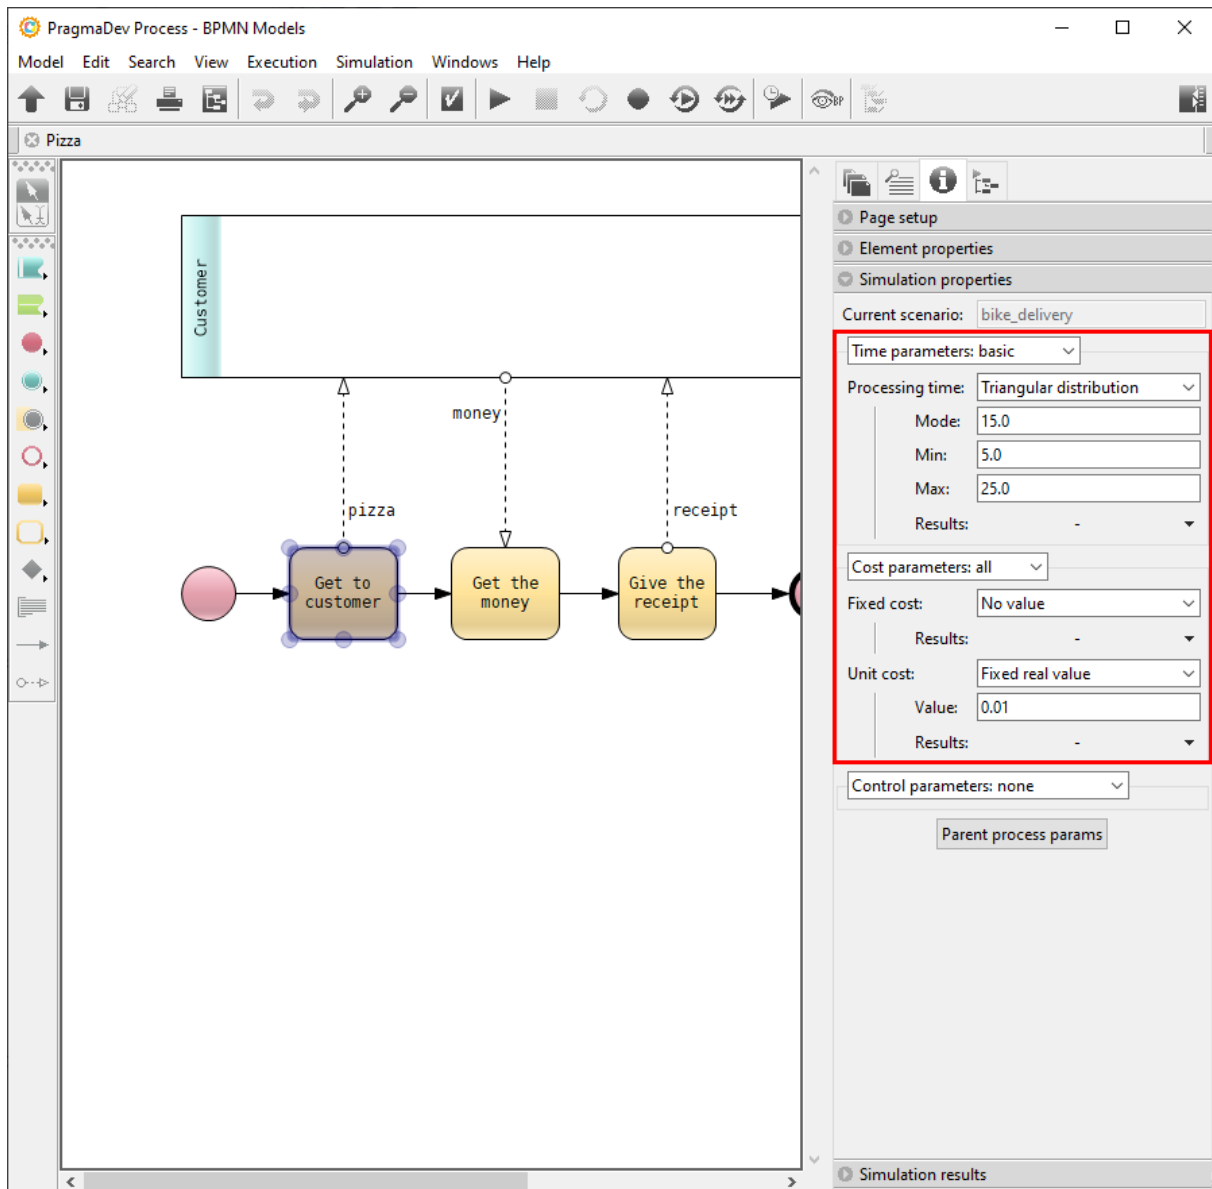 PragmaDev Process - BPMN Models
Model Edit Search View Execution Simulation Windows Help
BP
Pizza
Page setup
Element properties
Simulation properties
Current scenario: bike_delivery
Time parameters: basic
Processing time: Triangular distribution
Mode: 15.0
Min: 5.0
Max: 25.0
Results: -
Cost parameters: all
Fixed cost: No value
Results: -
Unit cost: Fixed real value
Value: 0.01
Results: -
Control parameters: none
Parent process params
Simulation results
Customer
money
pizza
receipt
Get to
customer
Get the
money
Give the
receipt